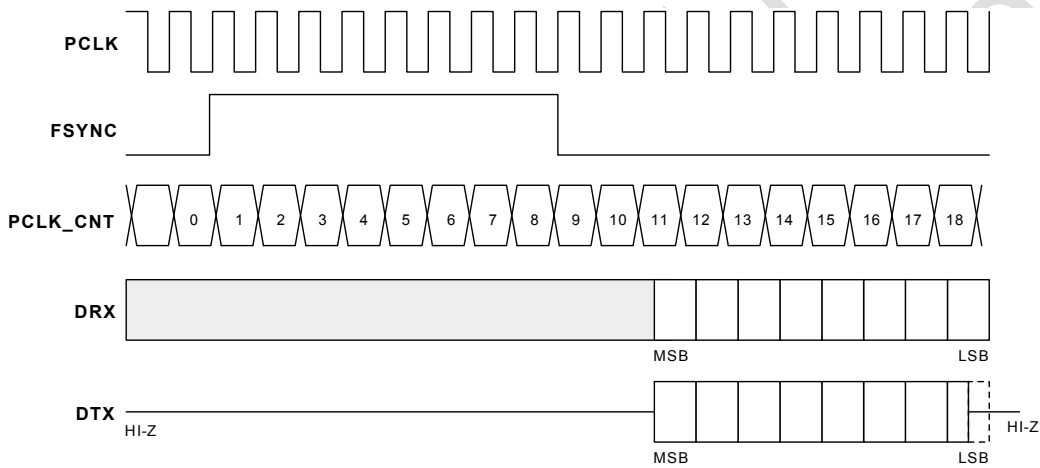 PCLK
FSYNC
PCLK_CNT 0 1 2 3 4 5 6 7 8 9 10 11 12 13 14 15 16 17 18
DRX
MSB LSB
DTX
HI-Z HI-Z
MSB LSB